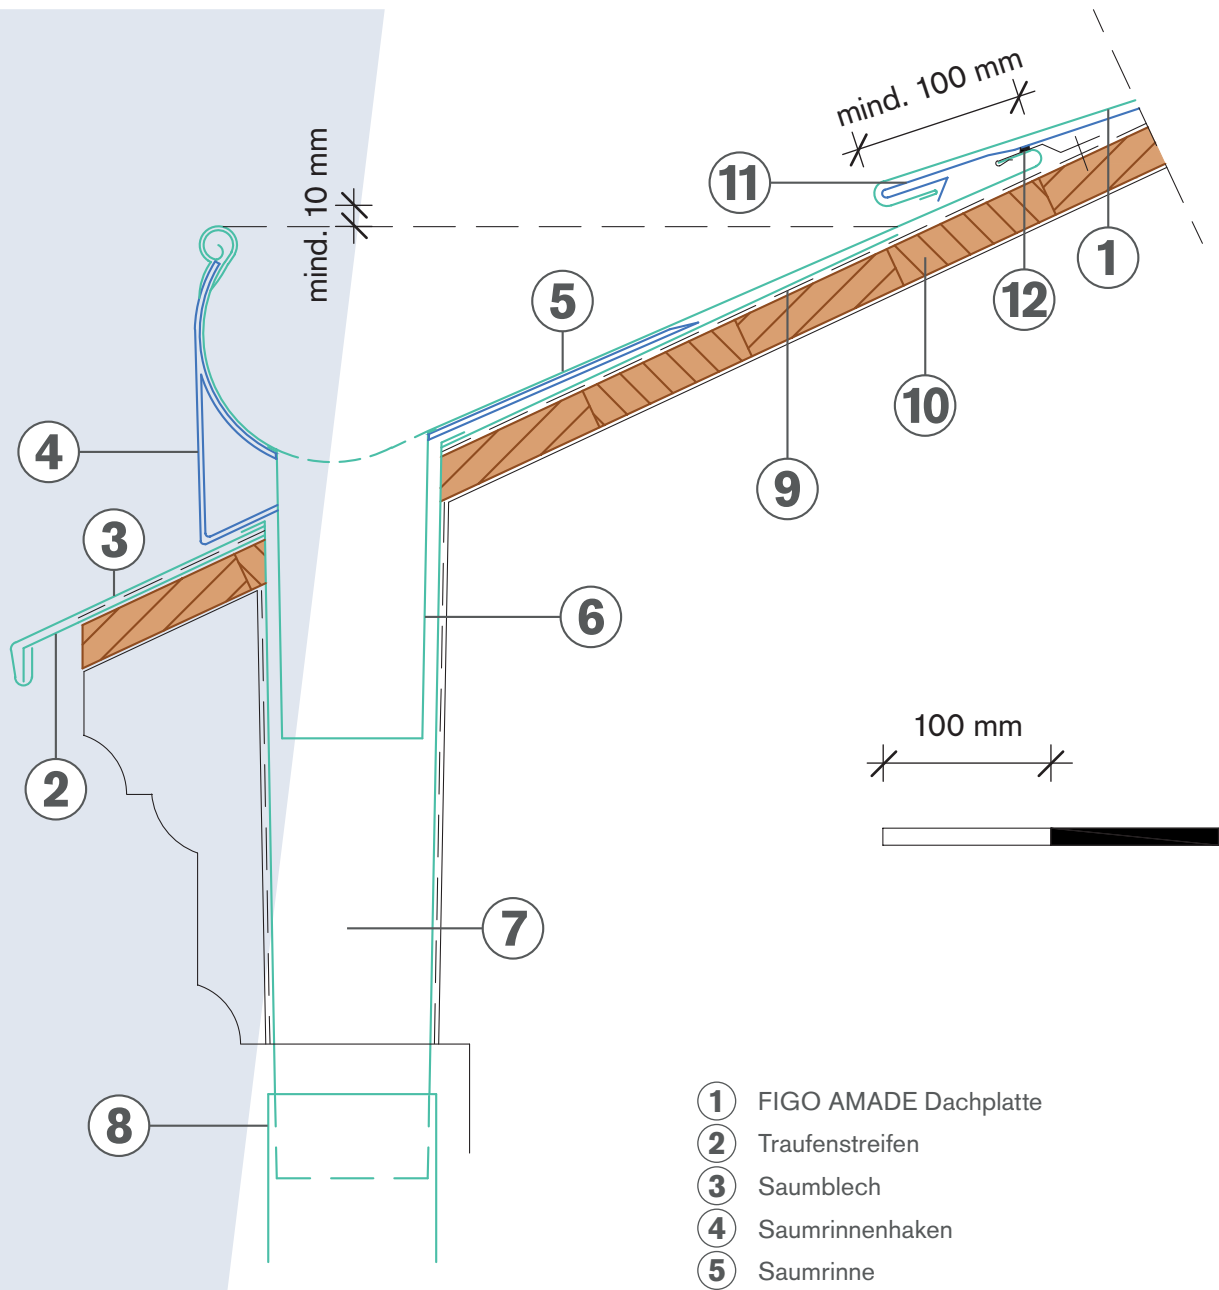 mind. 100 mm
mind. 10 mm
11
5
12
1
10
4
9
3
6
100 mm
2
7
8
1 FIGO AMADE Dachplatte
2 Traufenstreifen
3 Saumblech
4 Saumrinnenhaken
5 Saumrinne